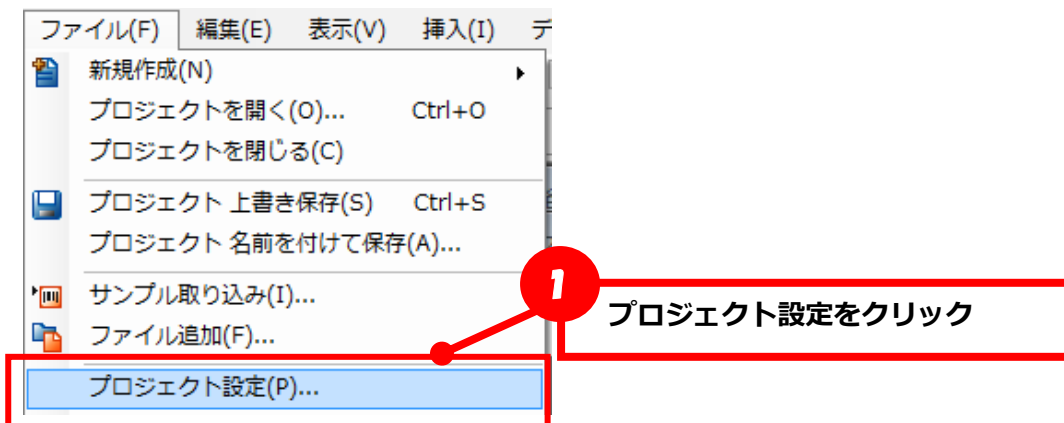 ファイル(F) 編集(E) 表示(V) 挿入(I)
新規作成(N)
プロジェクトを開く(O)... Ctrl+O
プロジェクトを閉じる(C)
プロジェクト 上書き保存(S) Ctrl+S
プロジェクト 名前を付けて保存(A)...
サンプル取り込み(I)...
ファイル追加(F)...
プロジェクト設定(P)...
1
プロジェクト設定をクリック